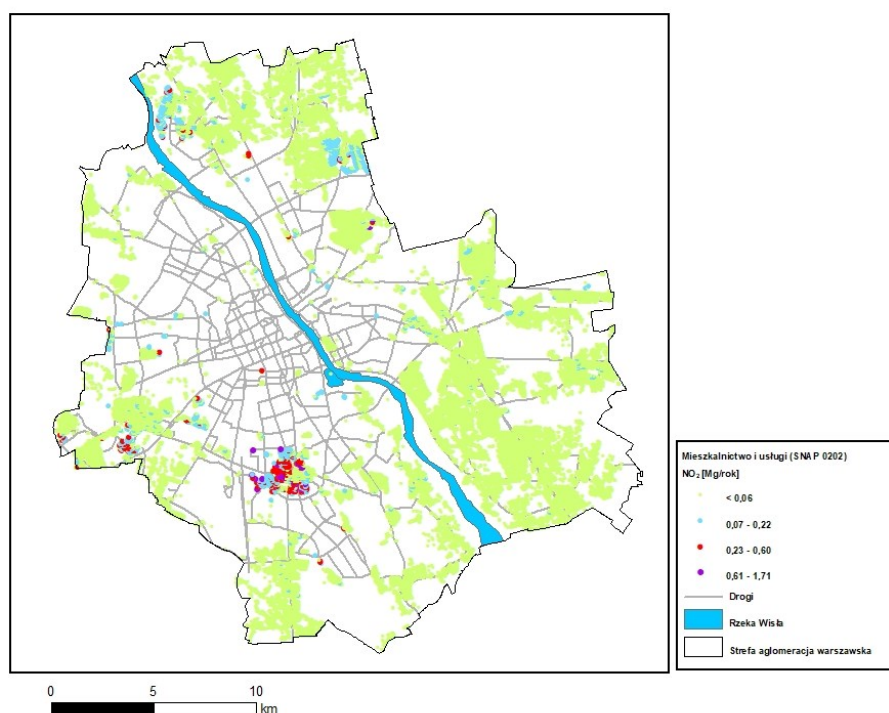 Mieszkalnictwo i usługi (SNAP 0202)
NO₂ [Mg/rok]
< 0,06
0,07 - 0,22
0,23 - 0,60
0,61 - 1,71
Drogi
Rzeka Wisła
Strefa aglomeracja warszawska
0 5 10
km